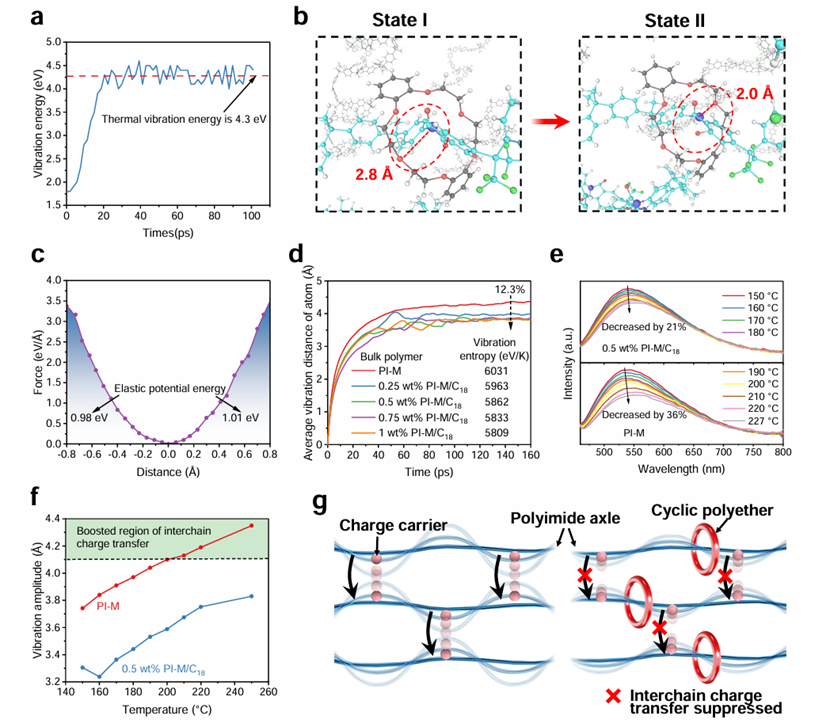 a
5.0
4.5
4.0
3.5
3.0
2.5
2.0
1.5
Vibration energy (eV)
Thermal vibration energy is 4.3 eV
0 20 40 60 80 100
Times(ps)
b
State I
State II
2.8 Å
2.0 Å
c
4.0
3.5
3.0
2.5
2.0
1.5
1.0
0.5
0.0
Force (eV/Å)
Elastic potential energy
0.98 eV
1.01 eV
-0.8 -0.6 -0.4 -0.2 0.0 0.2 0.4 0.6 0.8
Distance (Å)
d
5
4
3
2
1
0
Average vibration distance of atom (Å)
12.3%
Vibration
Bulk polymer entropy (eV/K)
PI-M 6031
0.25 wt% PI-M/C18 5963
0.5 wt% PI-M/C18 5862
0.75 wt% PI-M/C18 5833
1 wt% PI-M/C18 5809
0 20 40 60 80 100 120 140 160
Time (ps)
e
Intensity (a.u.)
150 °C
160 °C
170 °C
180 °C
Decreased by 21%
0.5 wt% PI-M/C18
190 °C
200 °C
210 °C
220 °C
227 °C
Decreased by 36%
PI-M
500 550 600 650 700 750 800
Wavelength (nm)
f
4.4
4.2
4.0
3.8
3.6
3.4
3.2
Vibration amplitude (Å)
Boosted region of interchain
charge transfer
PI-M
0.5 wt% PI-M/C18
140 160 180 200 220 240 260
Temperature (°C)
g
Charge carrier
Polyimide axle
Cyclic polyether
Interchain charge
transfer suppressed